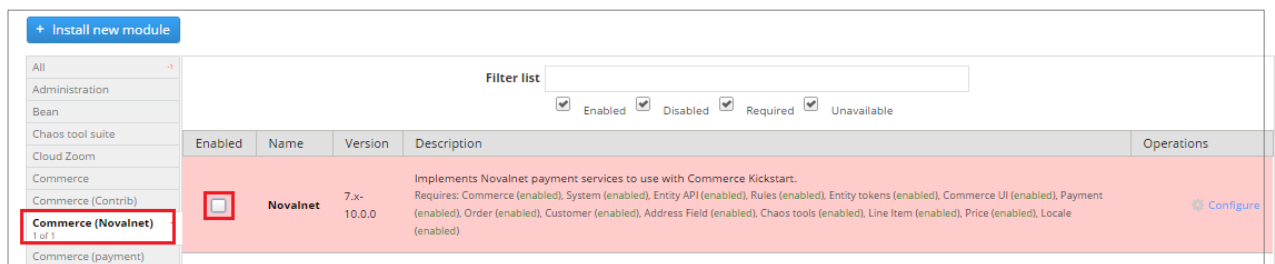 + Install new module
All -1
Administration
Bean
Chaos tool suite
Cloud Zoom
Commerce
Commerce (Contrib)
Commerce (Novalnet)
1 of 1
Commerce (payment)
Filter list
Enabled Disabled Required Unavailable
Enabled Name Version Description Operations
Novalnet
7.x-
10.0.0
Implements Novalnet payment services to use with Commerce Kickstart.
Requires: Commerce (enabled), System (enabled), Entity API (enabled), Rules (enabled), Entity tokens (enabled), Commerce UI (enabled), Payment
(enabled), Order (enabled), Customer (enabled), Address Field (enabled), Chaos tools (enabled), Line Item (enabled), Price (enabled), Locale
(enabled)
Configure